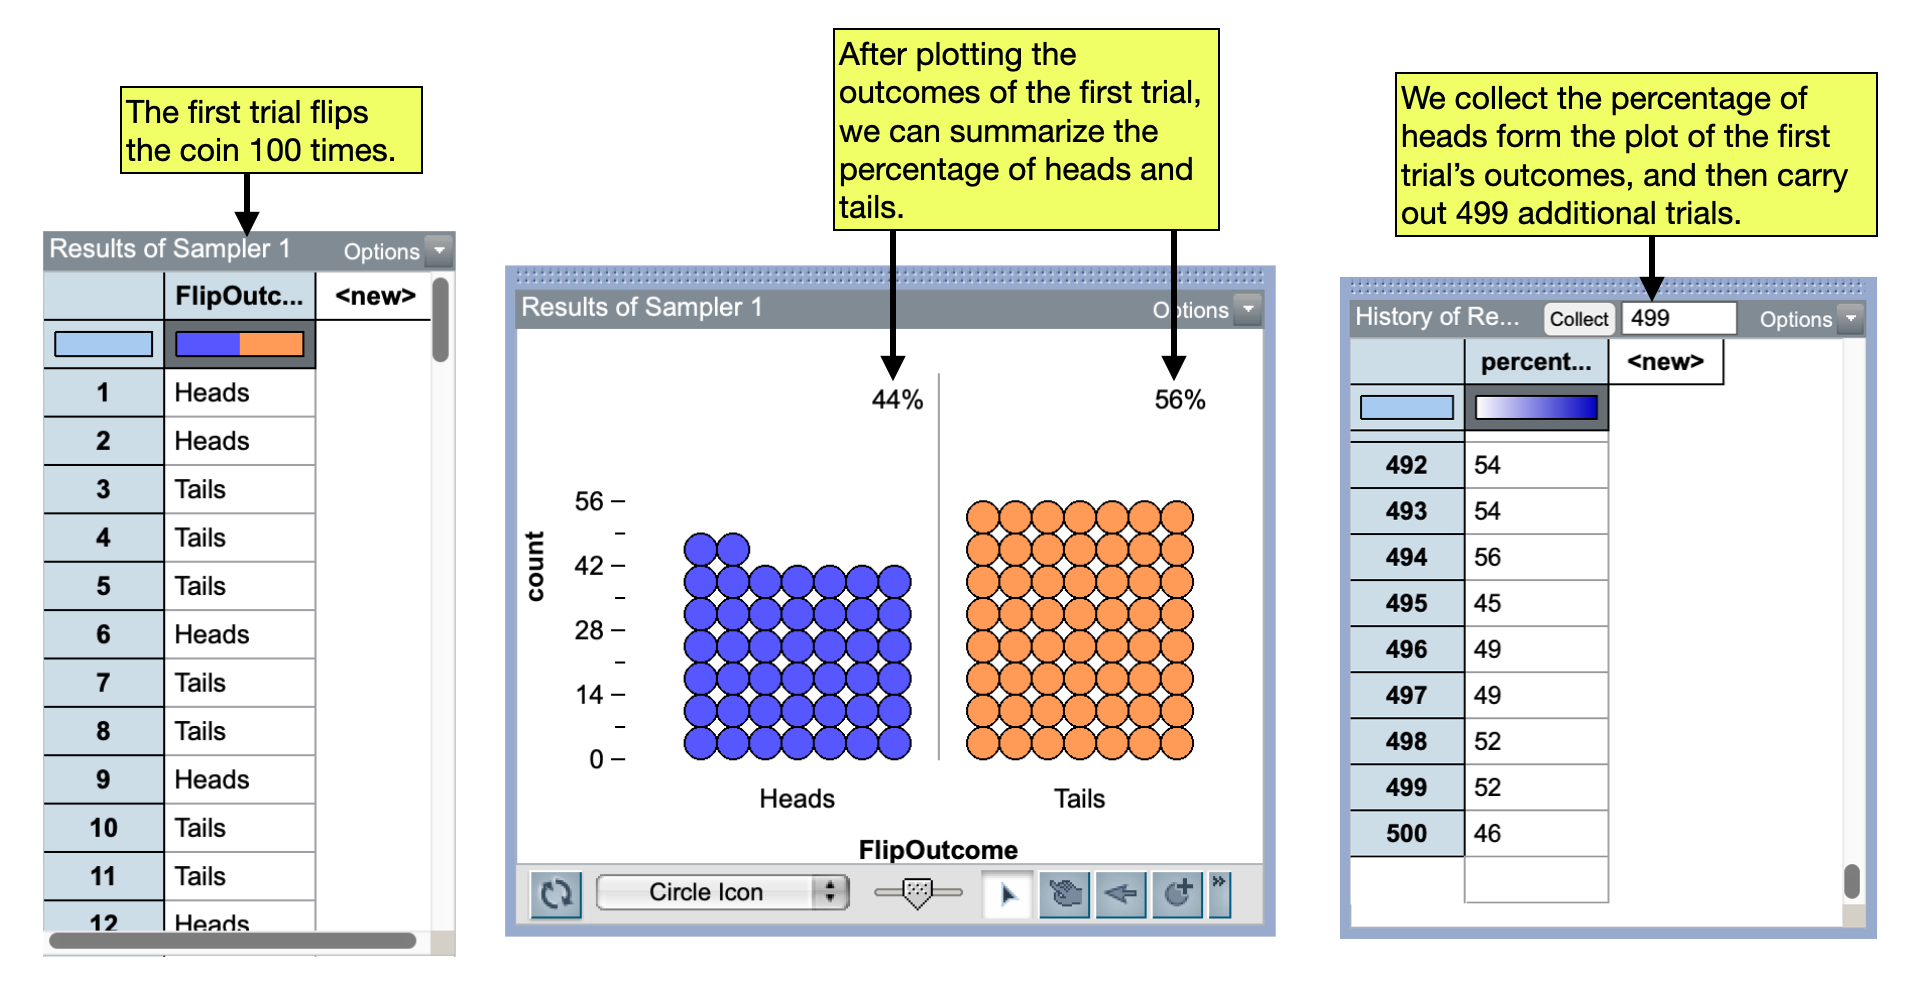 The first trial flips
the coin 100 times.
After plotting the
outcomes of the first trial,
we can summarize the
percentage of heads and
tails.
We collect the percentage of
heads form the plot of the first
trial’s outcomes, and then carry
out 499 additional trials.
Results of Sampler 1 Options
FlipOutc... <new>
1 Heads
2 Heads
3 Tails
4 Tails
5 Tails
6 Heads
7 Tails
8 Tails
9 Heads
10 Tails
11 Tails
12 Heads
Results of Sampler 1 Options
44% 56%
count
56
42
28
14
0
Heads Tails
FlipOutcome
Circle Icon
History of Re... Collect 499 Options
percent... <new>
492 54
493 54
494 56
495 45
496 49
497 49
498 52
499 52
500 46